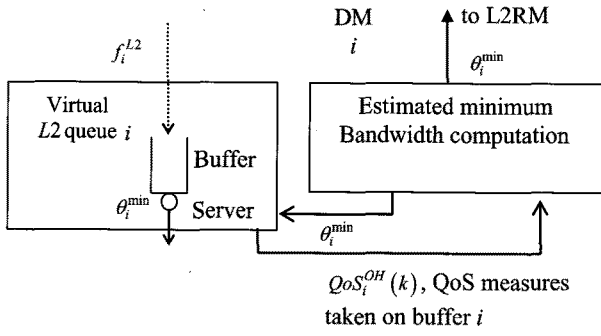 DM
i
to L2RM
f_i^{L2}
θ_i^{min}
Virtual
L2 queue i
Buffer
θ_i^{min}
Server
Estimated minimum
Bandwidth computation
θ_i^{min}
QoS_i^{OH}(k), QoS measures
taken on buffer i